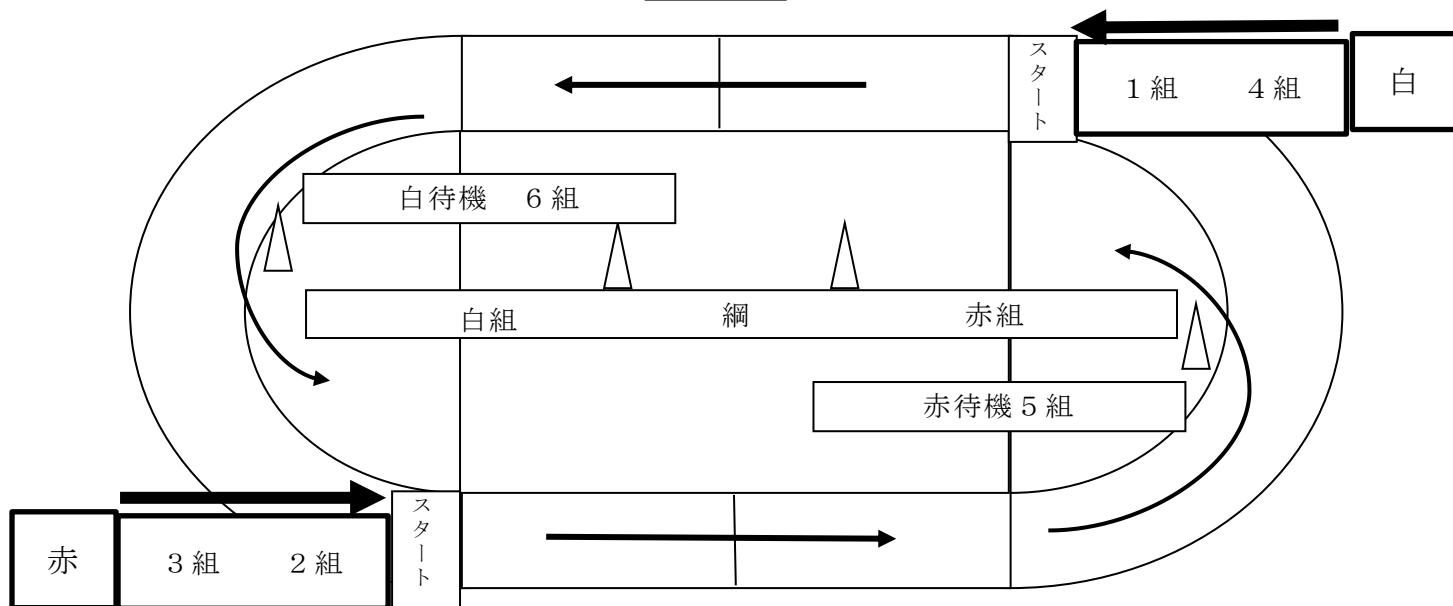 スタート
１組　　４組
白
白待機　６組
白組
綱
赤組
赤待機５組
赤
３組　　２組
スタート